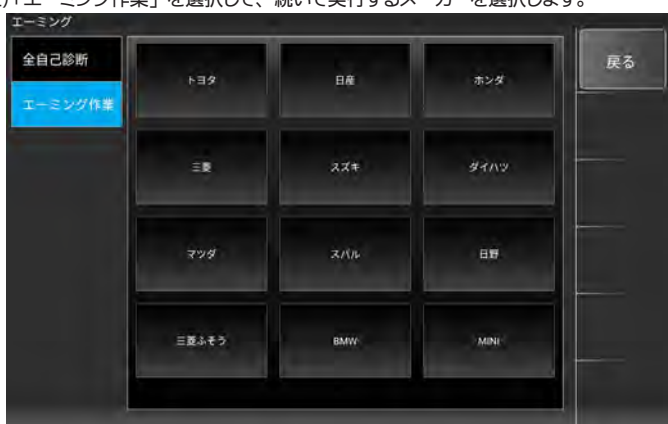 「エーミング作業」を選択して、続いて実行するメーカーを選択します。
エーミング
全自己診断
エーミング作業
トヨタ
日産
ホンダ
戻る
三菱
スズキ
ダイハツ
マツダ
スバル
日野
三菱ふそう
BMW
MINI